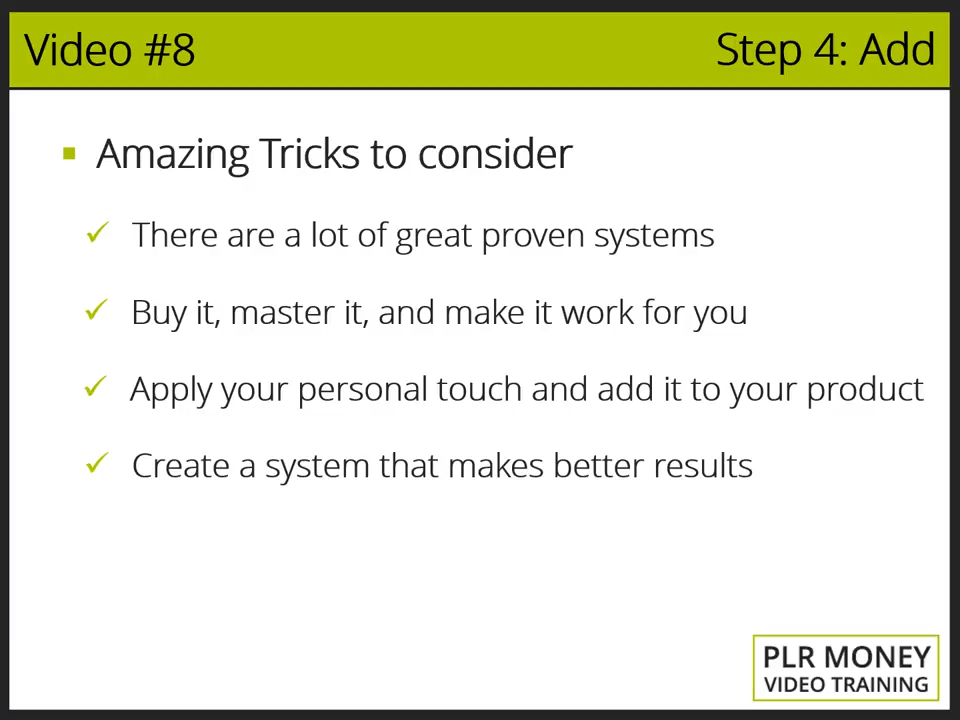 Video #8
Step 4: Add
Amazing Tricks to consider
There are a lot of great proven systems
Buy it, master it, and make it work for you
Apply your personal touch and add it to your product
Create a system that makes better results
PLR MONEY
VIDEO TRAINING